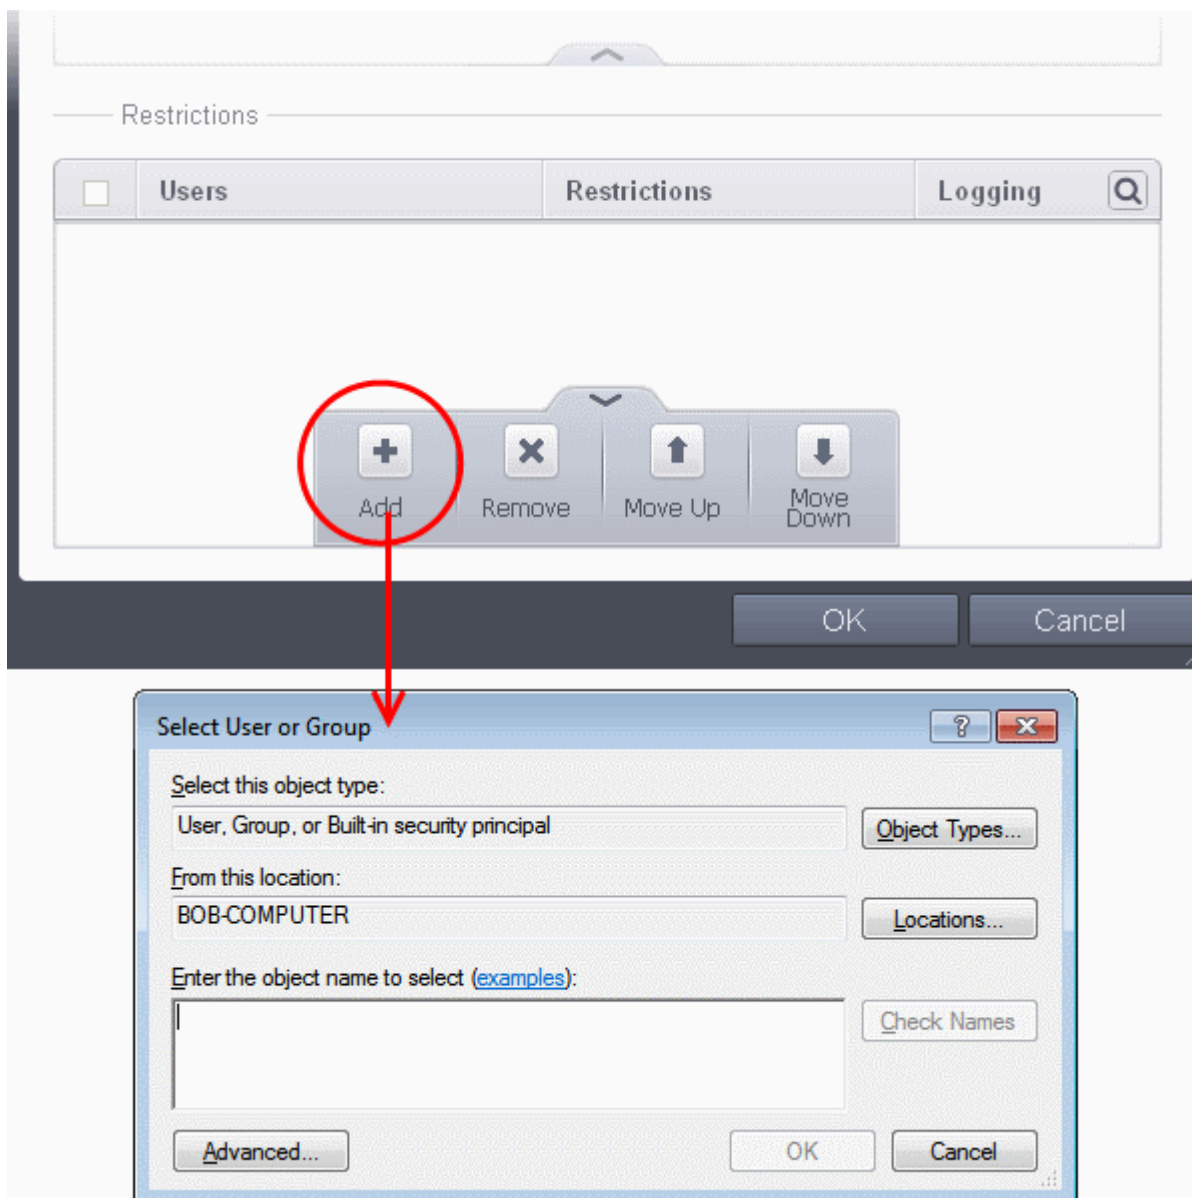 Restrictions
Users Restrictions Logging
Add Remove Move Up Move
Down
OK Cancel
Select User or Group
Select this object type:
User, Group, or Built-in security principal Object Types...
From this location:
BOB-COMPUTER Locations...
Enter the object name to select (examples):
Check Names
Advanced... OK Cancel